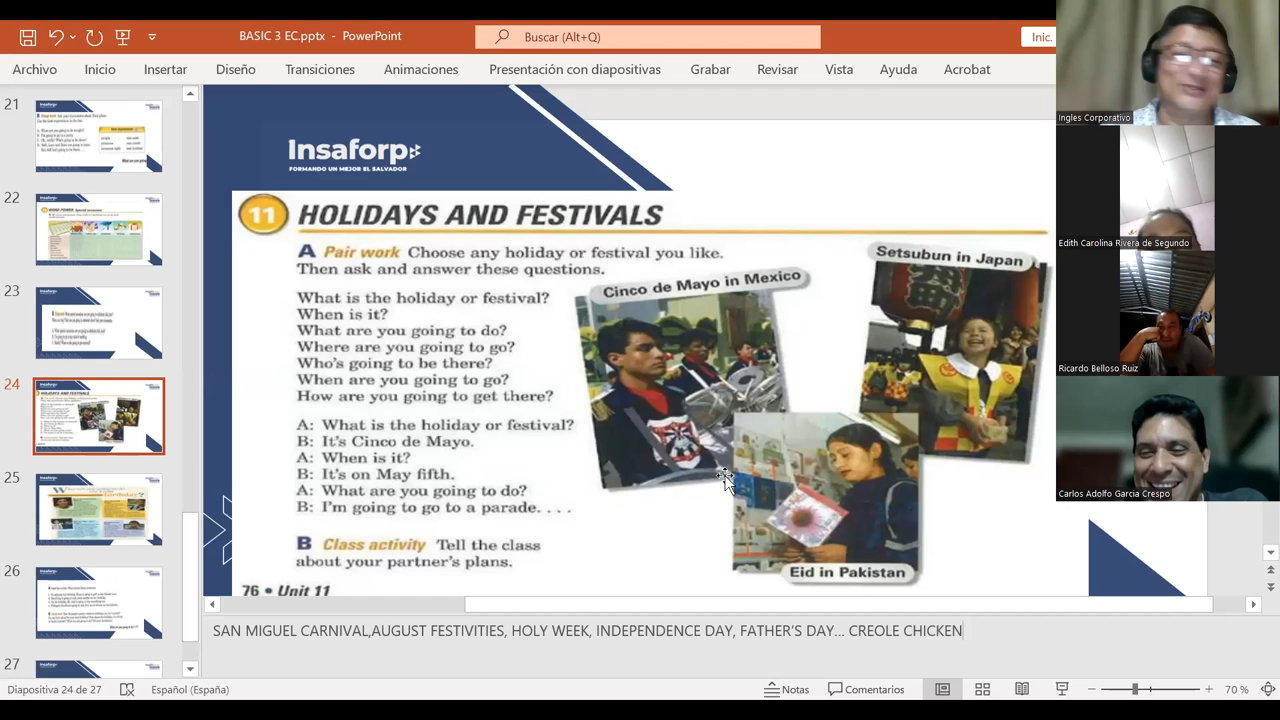 BASIC 3 EC.pptx - PowerPoint
Buscar (Alt+Q)
Inic.
Archivo Inicio Insertar Diseño Transiciones Animaciones Presentación con diapositivas Grabar Revisar Vista Ayuda Acrobat
Ingles Corporativo
Edith Carolina Rivera de Segundo
Ricardo Belloso Ruiz
Carlos Adolfo Garcia Crespo
21
22
23
24
25
26
27
Insaforp
FORMANDO UN MEJOR EL SALVADOR
11 HOLIDAYS AND FESTIVALS
A Pair work Choose any holiday or festival you like.
Then ask and answer these questions.
What is the holiday or festival?
When is it?
What are you going to do?
Where are you going to go?
Who's going to be there?
When are you going to go?
How are you going to get there?
A: What is the holiday or festival?
B: It's Cinco de Mayo.
A: When is it?
B: It's on May fifth.
A: What are you going to do?
B: I'm going to go to a parade. . . .
B Class activity Tell the class
about your partner's plans.
76 • Unit 11
Cinco de Mayo in Mexico
Setsubun in Japan
Eid in Pakistan
SAN MIGUEL CARNIVAL,AUGUST FESTIVITIES, HOLY WEEK, INDEPENDENCE DAY, FATHER'S DAY... CREOLE CHICKEN
Diapositiva 24 de 27 Español (España) Notas Comentarios 70 %